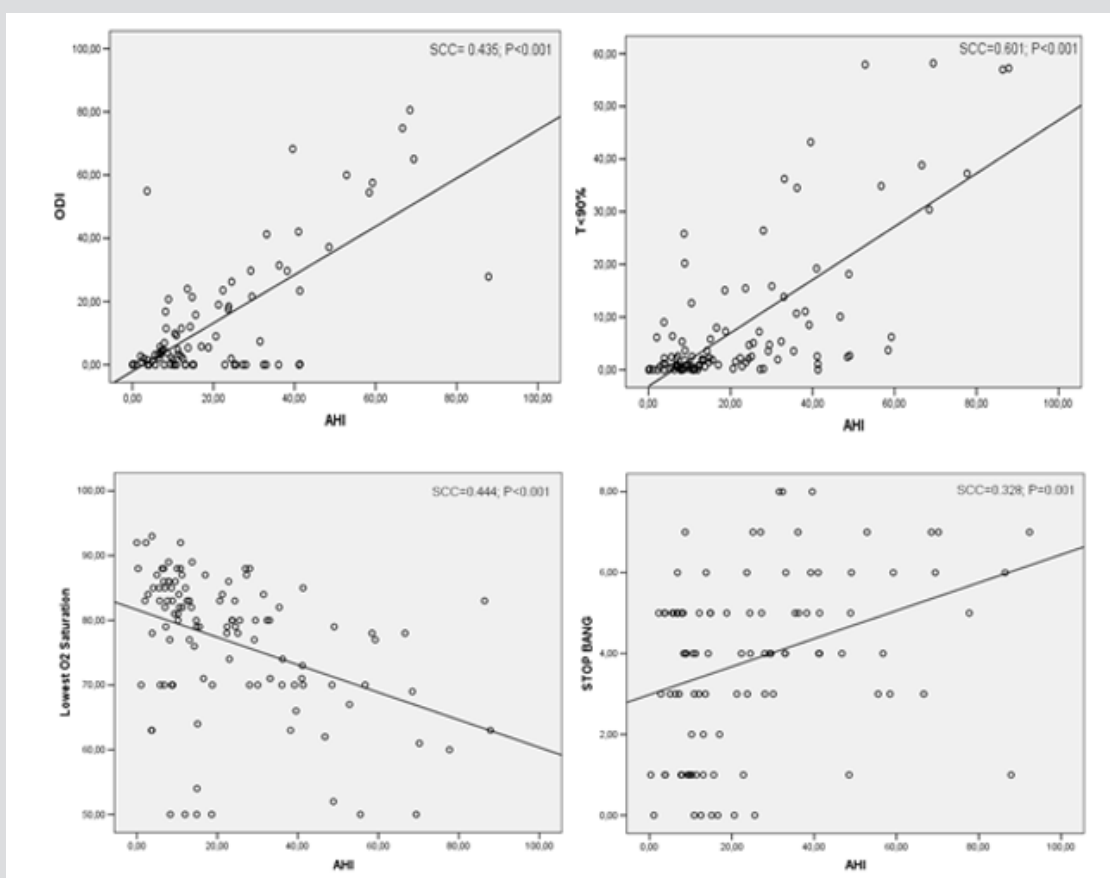 SCC= 0.435; P<0.001
100,00
80,00
60,00
40,00
20,00
0,00
ODI
0,00 20,00 40,00 60,00 80,00 100,00
AHI
SCC=0.601; P<0.001
60,00
50,00
40,00
30,00
20,00
10,00
0,00
T<90%
0,00 20,00 40,00 60,00 80,00 100,00
AHI
SCC=0.444; P<0.001
100,00
90,00
80,00
70,00
60,00
50,00
Lowest O2 Saturation
0,00 20,00 40,00 60,00 80,00 100,00
AHI
SCC=0.328; P=0.001
8,00
6,00
4,00
2,00
0,00
STOP BANG
0,00 20,00 40,00 60,00 80,00 100,00
AHI